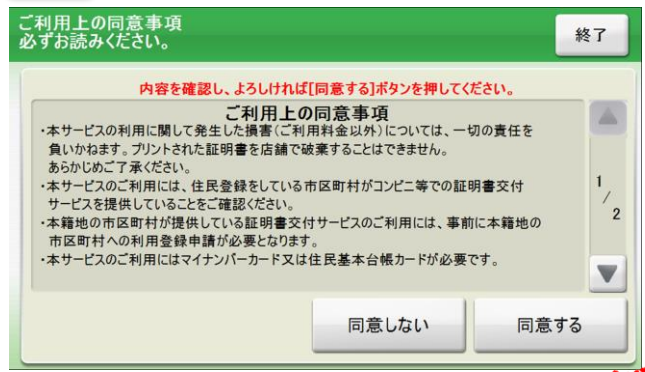 ご利用上の同意事項
必ずお読みください。
終了
内容を確認し、よろしければ[同意する]ボタンを押してください。
ご利用上の同意事項
・本サービスの利用に関して発生した損害(ご利用料金以外)については、一切の責任を
負いかねます。プリントされた証明書を店舗で破棄することはできません。
あらかじめご了承ください。
・本サービスのご利用には、住民登録をしている市区町村がコンビニ等での証明書交付
サービスを提供していることをご確認ください。
・本籍地の市区町村が提供している証明書交付サービスのご利用には、事前に本籍地の
市区町村への利用登録申請が必要となります。
・本サービスのご利用にはマイナンバーカード又は住民基本台帳カードが必要です。
1/2
同意しない
同意する